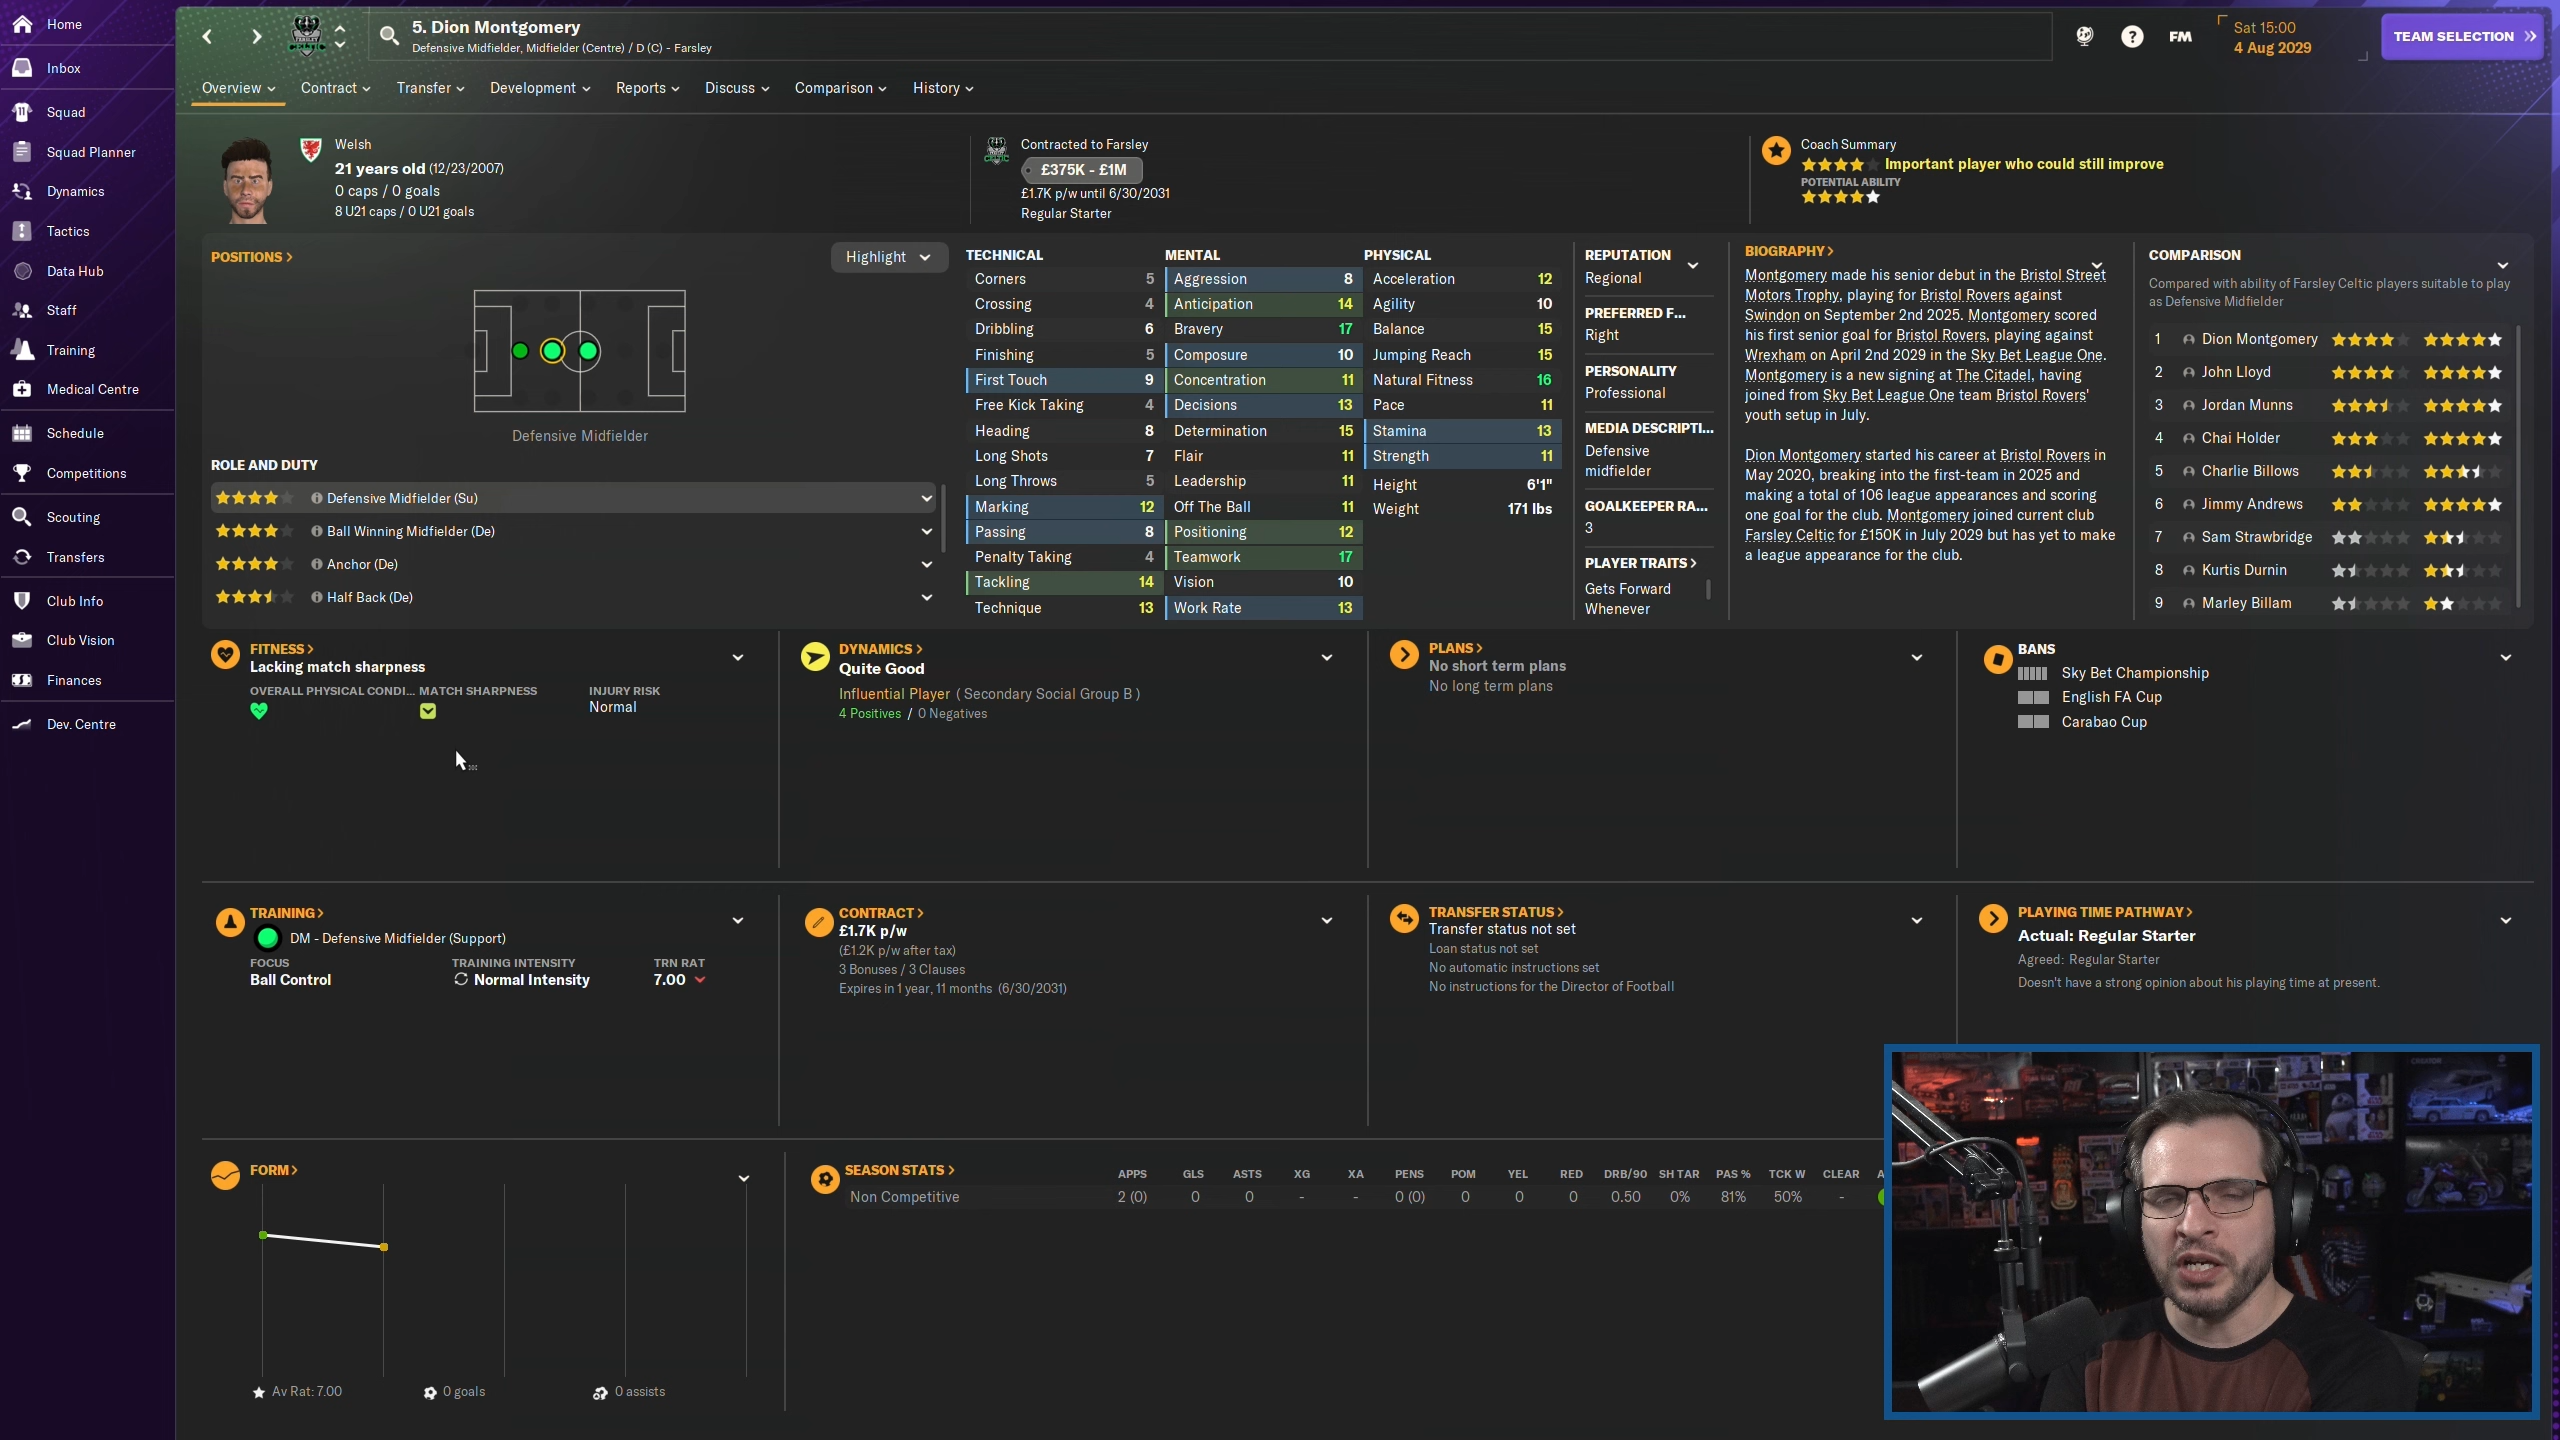 Home
Inbox
Squad
Squad Planner
Dynamics
Tactics
Data Hub
Staff
Training
Medical Centre
Schedule
Competitions
Scouting
Transfers
Club Info
Club Vision
Finances
Dev. Centre
5. Dion Montgomery
Defensive Midfielder, Midfielder (Centre) / D (C) - Farsley
FM
Sat 15:00
4 Aug 2029
TEAM SELECTION
Overview Contract Transfer Development Reports Discuss Comparison History
Welsh
21 years old (12/23/2007)
0 caps / 0 goals
8 U21 caps / 0 U21 goals
Contracted to Farsley
£375K - £1M
£1.7K p/w until 6/30/2031
Regular Starter
Coach Summary
Important player who could still improve
POTENTIAL ABILITY
POSITIONS >
Highlight
Defensive Midfielder
ROLE AND DUTY
Defensive Midfielder (Su)
Ball Winning Midfielder (De)
Anchor (De)
Half Back (De)
TECHNICAL
Corners 5
Crossing 4
Dribbling 6
Finishing 5
First Touch 9
Free Kick Taking 4
Heading 8
Long Shots 7
Long Throws 5
Marking 12
Passing 8
Penalty Taking 4
Tackling 14
Technique 13
MENTAL
Aggression 8
Anticipation 14
Bravery 17
Composure 10
Concentration 11
Decisions 13
Determination 15
Flair 11
Leadership 11
Off The Ball 11
Positioning 12
Teamwork 17
Vision 10
Work Rate 13
PHYSICAL
Acceleration 12
Agility 10
Balance 15
Jumping Reach 15
Natural Fitness 16
Pace 11
Stamina 13
Strength 11
Height 6'1"
Weight 171 lbs
REPUTATION
Regional
PREFERRED F...
Right
PERSONALITY
Professional
MEDIA DESCRIPTI...
Defensive
midfielder
GOALKEEPER RA...
3
PLAYER TRAITS >
Gets Forward
Whenever
BIOGRAPHY >
Montgomery made his senior debut in the Bristol Street
Motors Trophy, playing for Bristol Rovers against
Swindon on September 2nd 2025. Montgomery scored
his first senior goal for Bristol Rovers, playing against
Wrexham on April 2nd 2029 in the Sky Bet League One.
Montgomery is a new signing at The Citadel, having
joined from Sky Bet League One team Bristol Rovers'
youth setup in July.
Dion Montgomery started his career at Bristol Rovers in
May 2020, breaking into the first-team in 2025 and
making a total of 106 league appearances and scoring
one goal for the club. Montgomery joined current club
Farsley Celtic for £150K in July 2029 but has yet to make
a league appearance for the club.
COMPARISON
Compared with ability of Farsley Celtic players suitable to play
as Defensive Midfielder
1 Dion Montgomery
2 John Lloyd
3 Jordan Munns
4 Chai Holder
5 Charlie Billows
6 Jimmy Andrews
7 Sam Strawbridge
8 Kurtis Durnin
9 Marley Billam
FITNESS >
Lacking match sharpness
OVERALL PHYSICAL CONDI... MATCH SHARPNESS INJURY RISK
Normal
DYNAMICS >
Quite Good
Influential Player ( Secondary Social Group B )
4 Positives / 0 Negatives
PLANS >
No short term plans
No long term plans
BANS
Sky Bet Championship
English FA Cup
Carabao Cup
TRAINING >
DM - Defensive Midfielder (Support)
FOCUS TRAINING INTENSITY TRN RAT
Ball Control Normal Intensity 7.00
CONTRACT >
£1.7K p/w
(£1.2K p/w after tax)
3 Bonuses / 3 Clauses
Expires in 1 year, 11 months (6/30/2031)
TRANSFER STATUS >
Transfer status not set
Loan status not set
No automatic instructions set
No instructions for the Director of Football
PLAYING TIME PATHWAY >
Actual: Regular Starter
Agreed: Regular Starter
Doesn't have a strong opinion about his playing time at present.
FORM >
Av Rat: 7.00 0 goals 0 assists
SEASON STATS > APPS GLS ASTS XG XA PENS POM YEL RED DRB/90 SH TAR PAS % TCK W CLEAR
Non Competitive 2 (0) 0 0 - - 0 (0) 0 0 0 0.50 0% 81% 50% -